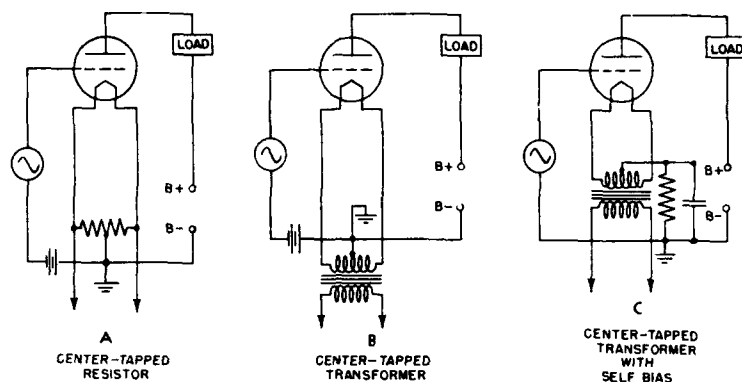 LOAD
B+
B-
A
CENTER-TAPPED
RESISTOR
LOAD
B+
B-
B
CENTER-TAPPED
TRANSFORMER
LOAD
B+
B-
C
CENTER-TAPPED
TRANSFORMER
WITH
SELF BIAS